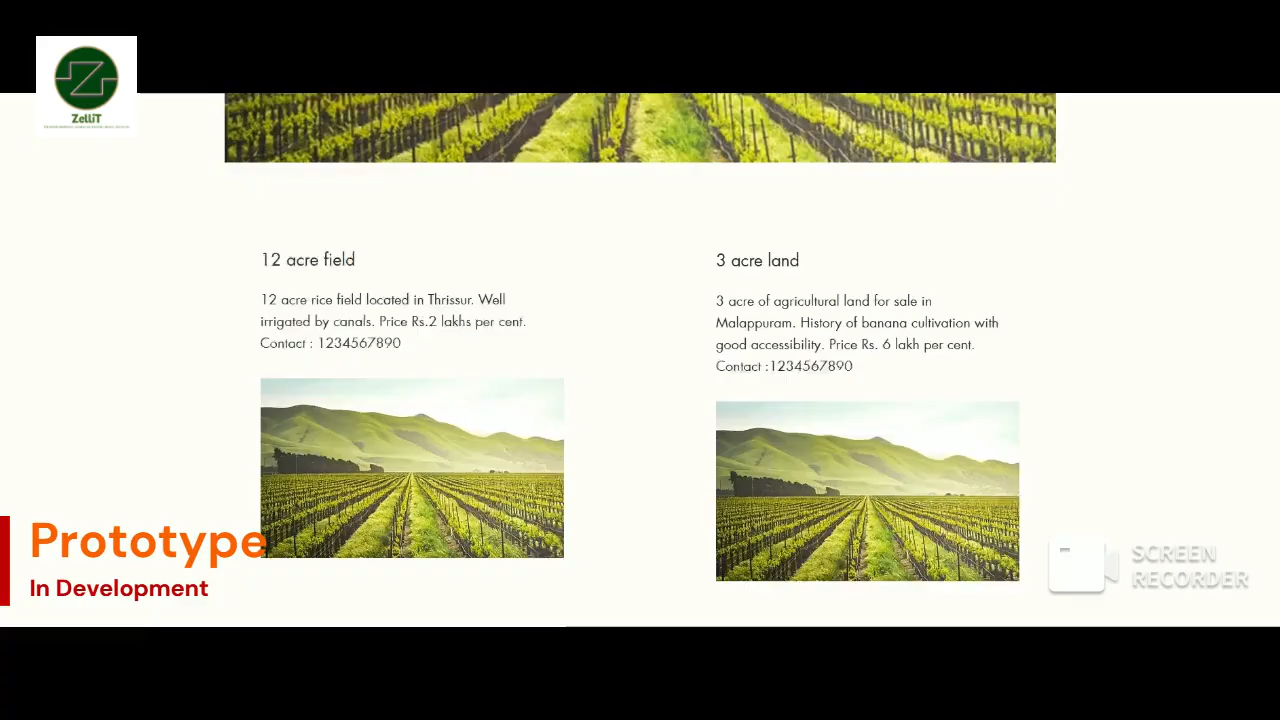 ZelliT
12 acre field
12 acre rice field located in Thrissur. Well
irrigated by canals. Price Rs.2 lakhs per cent.
Contact : 1234567890
3 acre land
3 acre of agricultural land for sale in
Malappuram. History of banana cultivation with
good accessibility. Price Rs. 6 lakh per cent.
Contact :1234567890
Prototype
In Development
SCREEN
RECORDER